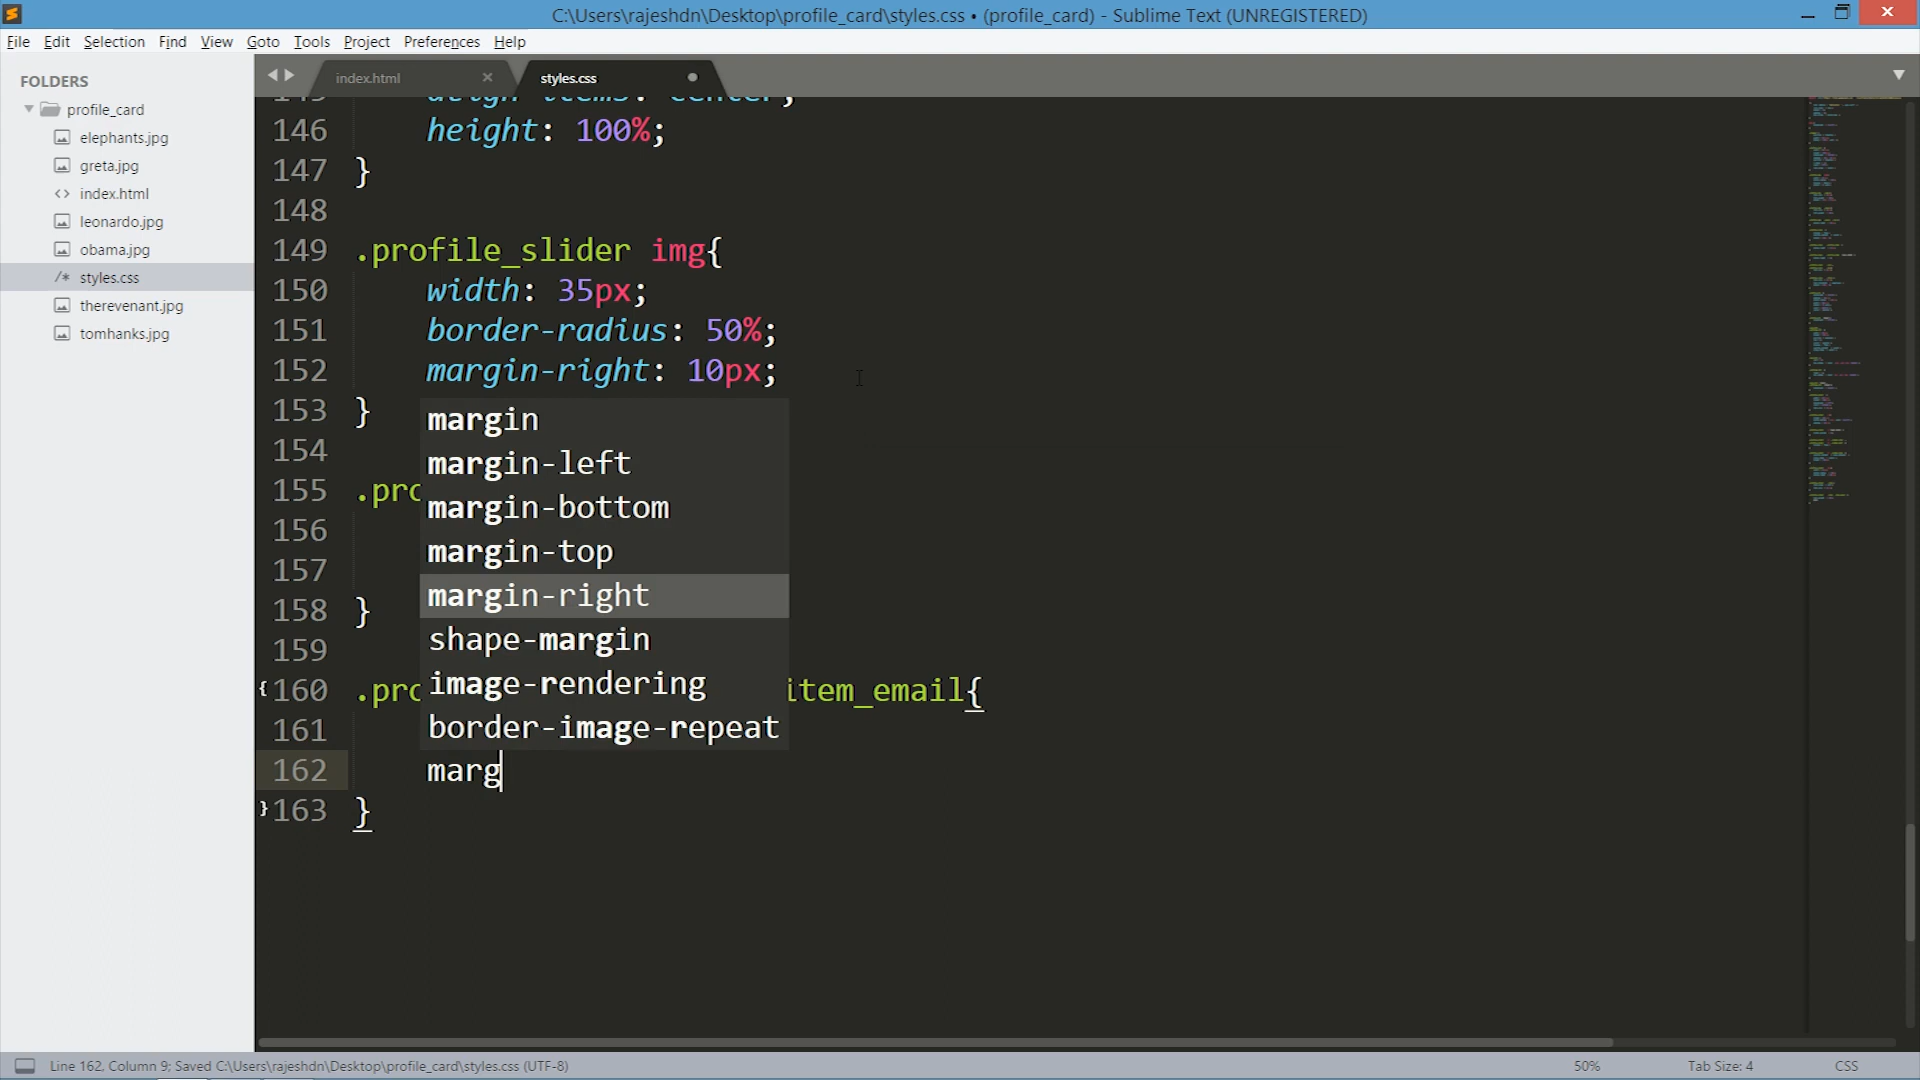 C:\Users\rajeshdn\Desktop\profile_card\styles.css • (profile_card) - Sublime Text (UNREGISTERED)
File Edit Selection Find View Goto Tools Project Preferences Help
FOLDERS
profile_card
elephants.jpg
greta.jpg
index.html
leonardo.jpg
obama.jpg
/* styles.css
therevenant.jpg
tomhanks.jpg
index.html
styles.css
align-items: center;
146 height: 100%;
147 }
148
149 .profile_slider img{
150 width: 35px;
151 border-radius: 50%;
152 margin-right: 10px;
153 }
154
155 .pro
156
157
158 }
159
160 .pro item_email{
161
162 marg
163 }
margin
margin-left
margin-bottom
margin-top
margin-right
shape-margin
image-rendering
border-image-repeat
Line 162, Column 9; Saved C:\Users\rajeshdn\Desktop\profile_card\styles.css (UTF-8)
50%
Tab Size: 4
CSS